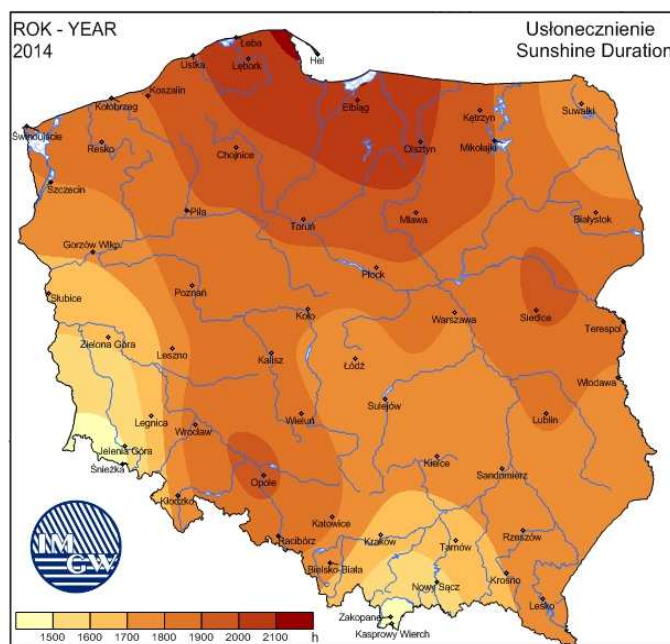 ROK - YEAR
2014
Usłonecznienie
Sunshine Duration
Łeba
Hel
Ustka
Lębork
Koszalin
Kołobrzeg
Elbląg
Kętrzyn
Suwałki
Świnoujście
Resko
Chojnice
Olsztyn
Mikołajki
Szczecin
Piła
Toruń
Mława
Białystok
Gorzów Wlkp.
Płock
Słubice
Poznań
Koło
Warszawa
Siedlce
Terespol
Zielona Góra
Leszno
Kalisz
Łódź
Włodawa
Sulejów
Legnica
Wrocław
Wieluń
Lublin
Jelenia Góra
Śnieżka
Kielce
Opole
Sandomierz
Kłodzko
Katowice
Racibórz
Kraków
Tarnów
Rzeszów
Bielsko-Biała
Nowy Sącz
Krosno
Lesko
Zakopane
Kasprowy Wierch
IM
GW
1500 1600 1700 1800 1900 2000 2100 h